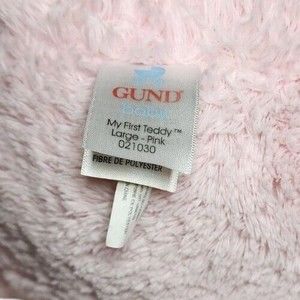 GUND®
baby
My First Teddy™
Large - Pink
021030
FIBRE DE POLYESTER